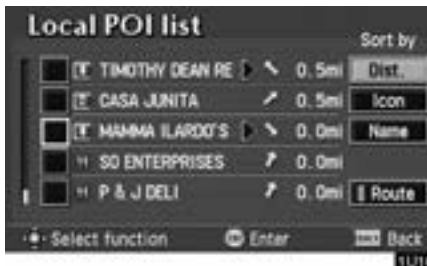 Local POI list
Sort by
TIMOTHY DEAN RE 0.5mi Dist.
CASA JUNITA 0.5mi Icon
MAMMA ILARDO'S 0.0mi Name
SO ENTERPRISES 0.0mi
P & J DELI 0.0mi Route
Select function Enter Back